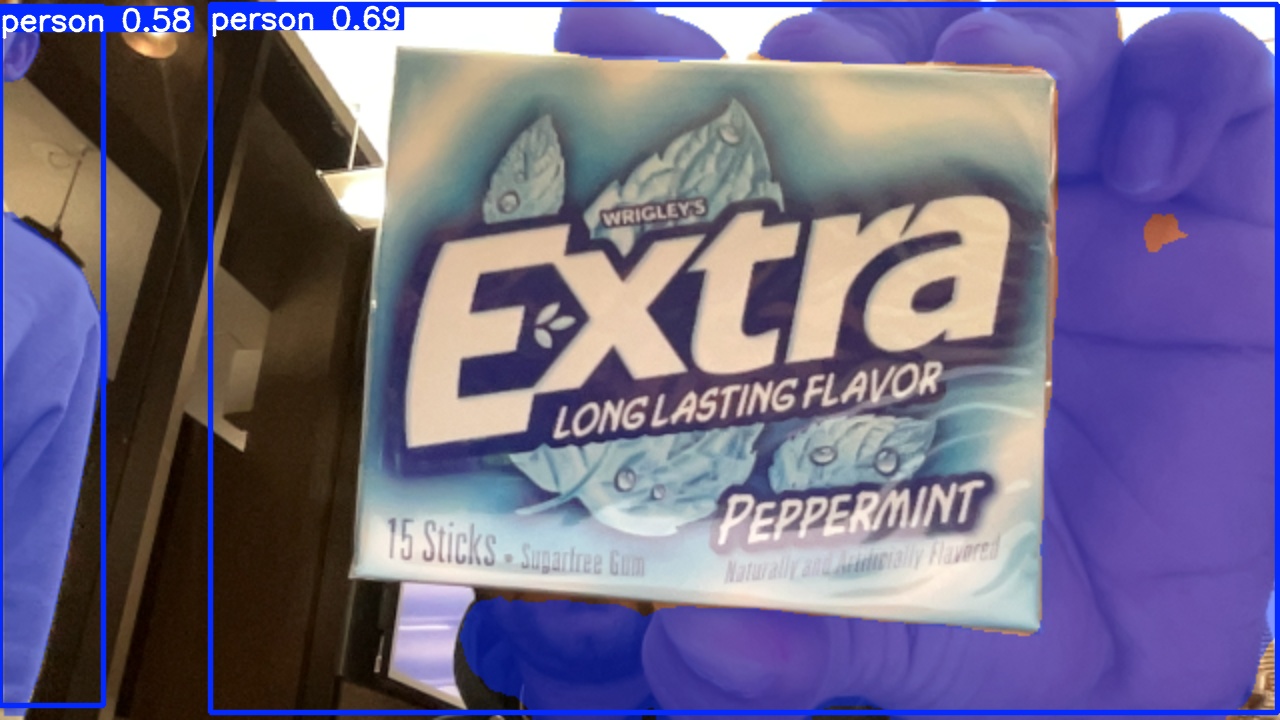 person 0.58
person 0.69
WRIGLEY'S
Extra
LONG LASTING FLAVOR
PEPPERMINT
15 Sticks • Sugarfree Gum
Naturally and Artificially Flavored